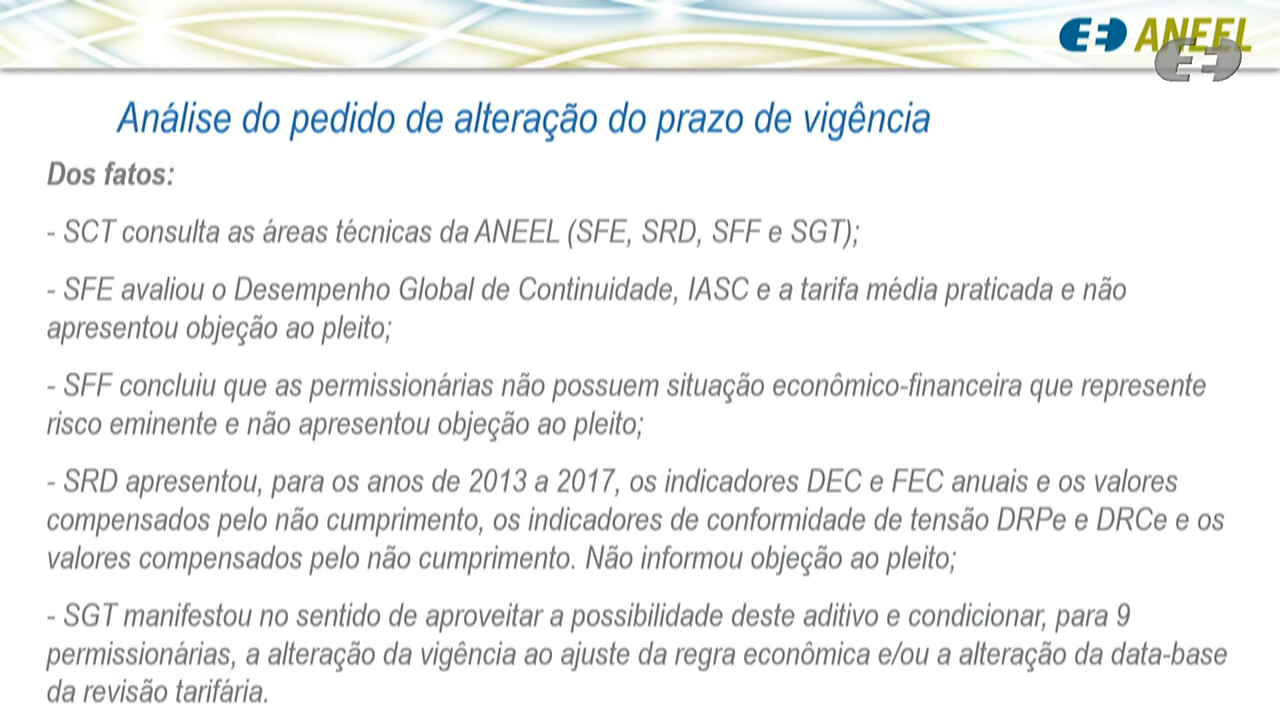 ANEEL
Análise do pedido de alteração do prazo de vigência
Dos fatos:
- SCT consulta as áreas técnicas da ANEEL (SFE, SRD, SFF e SGT);
- SFE avaliou o Desempenho Global de Continuidade, IASC e a tarifa média praticada e não
apresentou objeção ao pleito;
- SFF concluiu que as permissionárias não possuem situação econômico-financeira que represente
risco eminente e não apresentou objeção ao pleito;
- SRD apresentou, para os anos de 2013 a 2017, os indicadores DEC e FEC anuais e os valores
compensados pelo não cumprimento, os indicadores de conformidade de tensão DRPe e DRCe e os
valores compensados pelo não cumprimento. Não informou objeção ao pleito;
- SGT manifestou no sentido de aproveitar a possibilidade deste aditivo e condicionar, para 9
permissionárias, a alteração da vigência ao ajuste da regra econômica e/ou a alteração da data-base
da revisão tarifária.